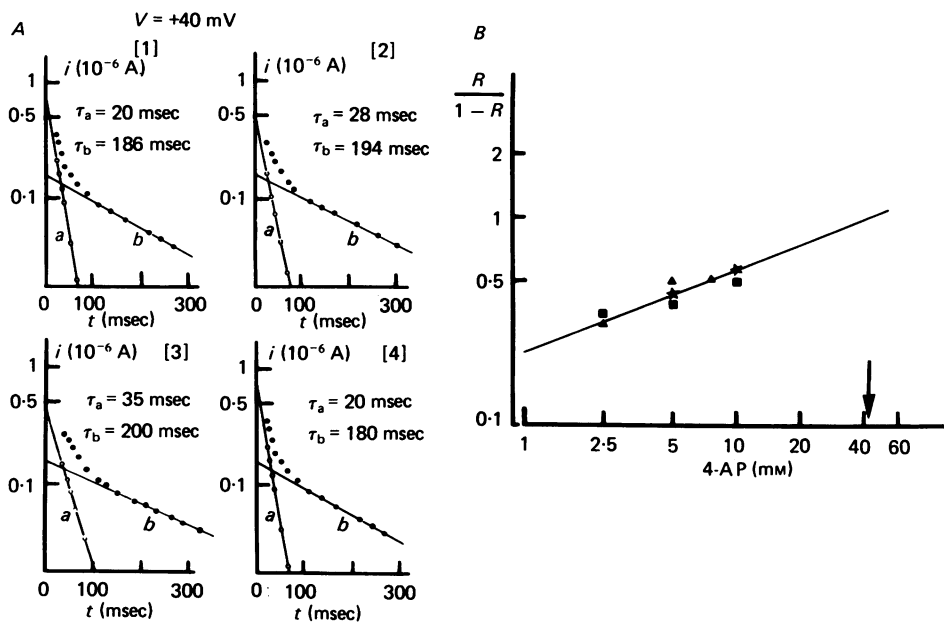 A
V = +40 mV
[1]
i (10⁻⁶ A)
1
0·5
0·1
τa = 20 msec
τb = 186 msec
a
b
0
100
300
t (msec)
[2]
i (10⁻⁶ A)
1
0·5
0·1
τa = 28 msec
τb = 194 msec
a
b
0
100
200
300
t (msec)
[3]
i (10⁻⁶ A)
1
0·5
0·1
τa = 35 msec
τb = 200 msec
a
b
0
100
300
t (msec)
[4]
i (10⁻⁶ A)
1
0·5
0·1
τa = 20 msec
τb = 180 msec
a
b
0
100
200
300
t (msec)
B
R
1 − R
2
1
0·5
0·1
1
2·5
5
10
20
40
60
4-AP (mM)